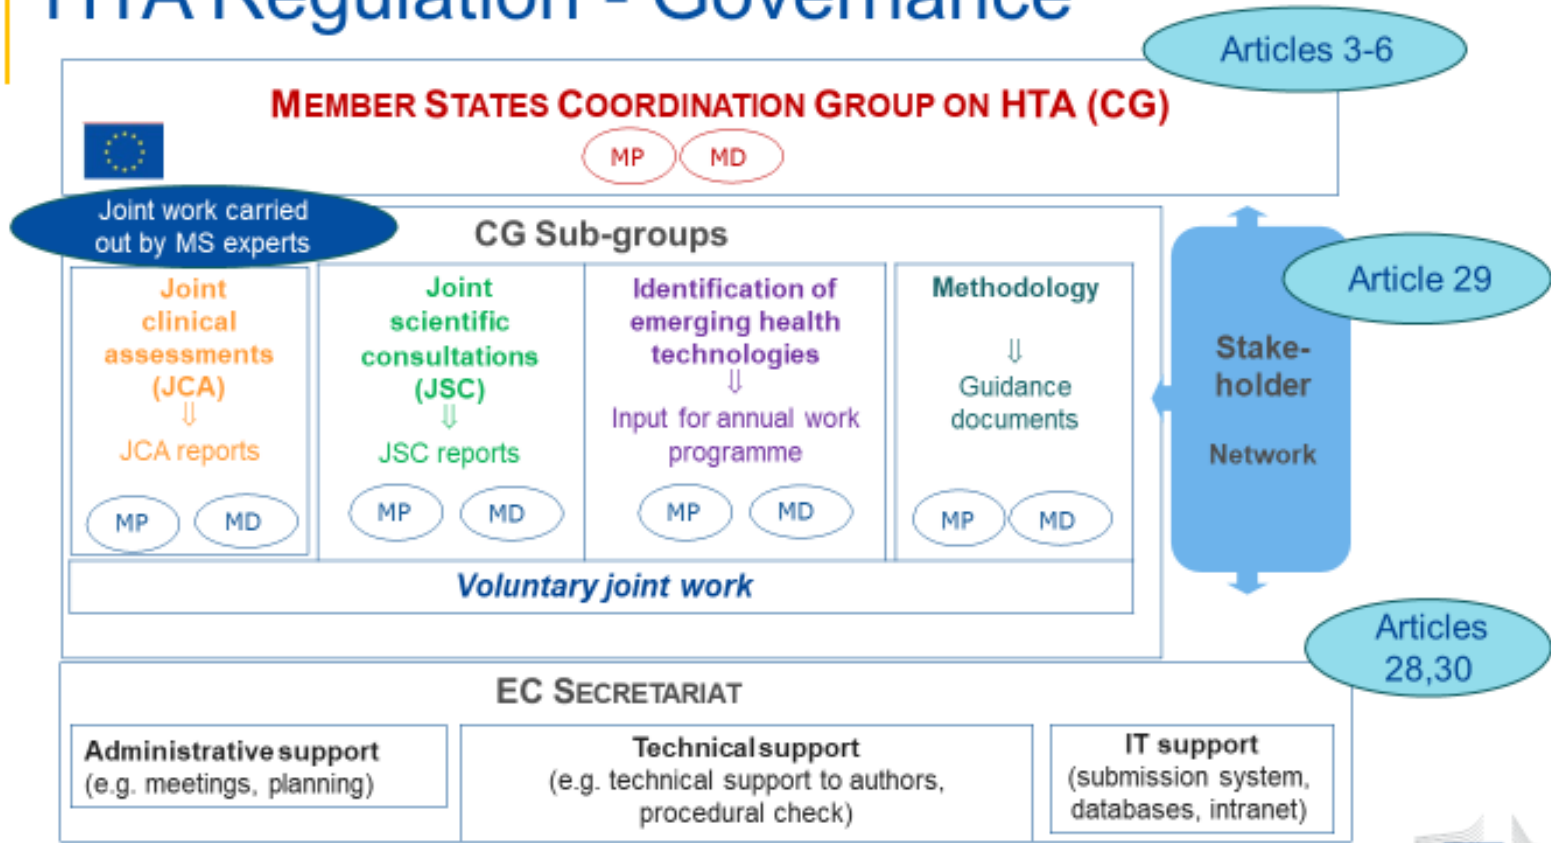 HTA Regulation - Governance
Articles 3-6
MEMBER STATES COORDINATION GROUP ON HTA (CG)
MP MD
Joint work carried
out by MS experts
CG Sub-groups
Joint
clinical
assessments
(JCA)
⇓
JCA reports
MP MD
Joint
scientific
consultations
(JSC)
⇓
JSC reports
MP MD
Identification of
emerging health
technologies
⇓
Input for annual work
programme
MP MD
Methodology
⇓
Guidance
documents
MP MD
Voluntary joint work
Article 29
Stake-
holder
Network
Articles
28,30
EC SECRETARIAT
Administrative support
(e.g. meetings, planning)
Technical support
(e.g. technical support to authors,
procedural check)
IT support
(submission system,
databases, intranet)